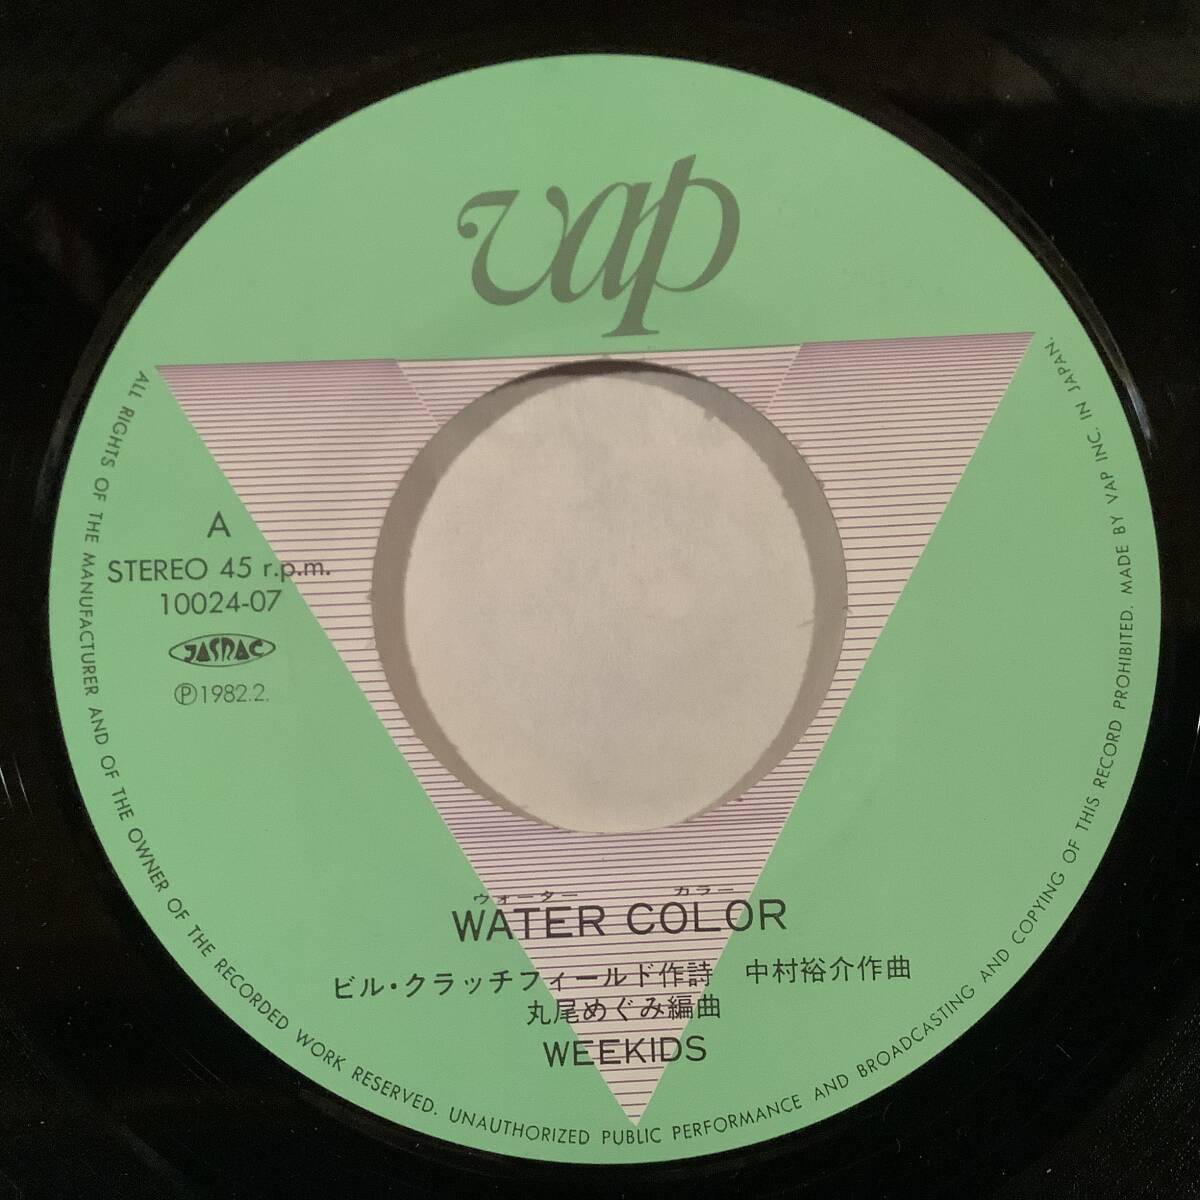 vap
A
STEREO 45 r.p.m.
10024-07
JASRAC
Ⓟ1982.2.
ウォーター カラー
WATER COLOR
ビル・クラッチフィールド作詩 中村裕介作曲
丸尾めぐみ編曲
WEEKIDS
ALL RIGHTS OF THE MANUFACTURER AND OF THE OWNER OF THE RECORDED WORK RESERVED. UNAUTHORIZED PUBLIC PERFORMANCE AND BROADCASTING AND COPYING OF THIS RECORD PROHIBITED. MADE BY VAP INC. IN JAPAN.